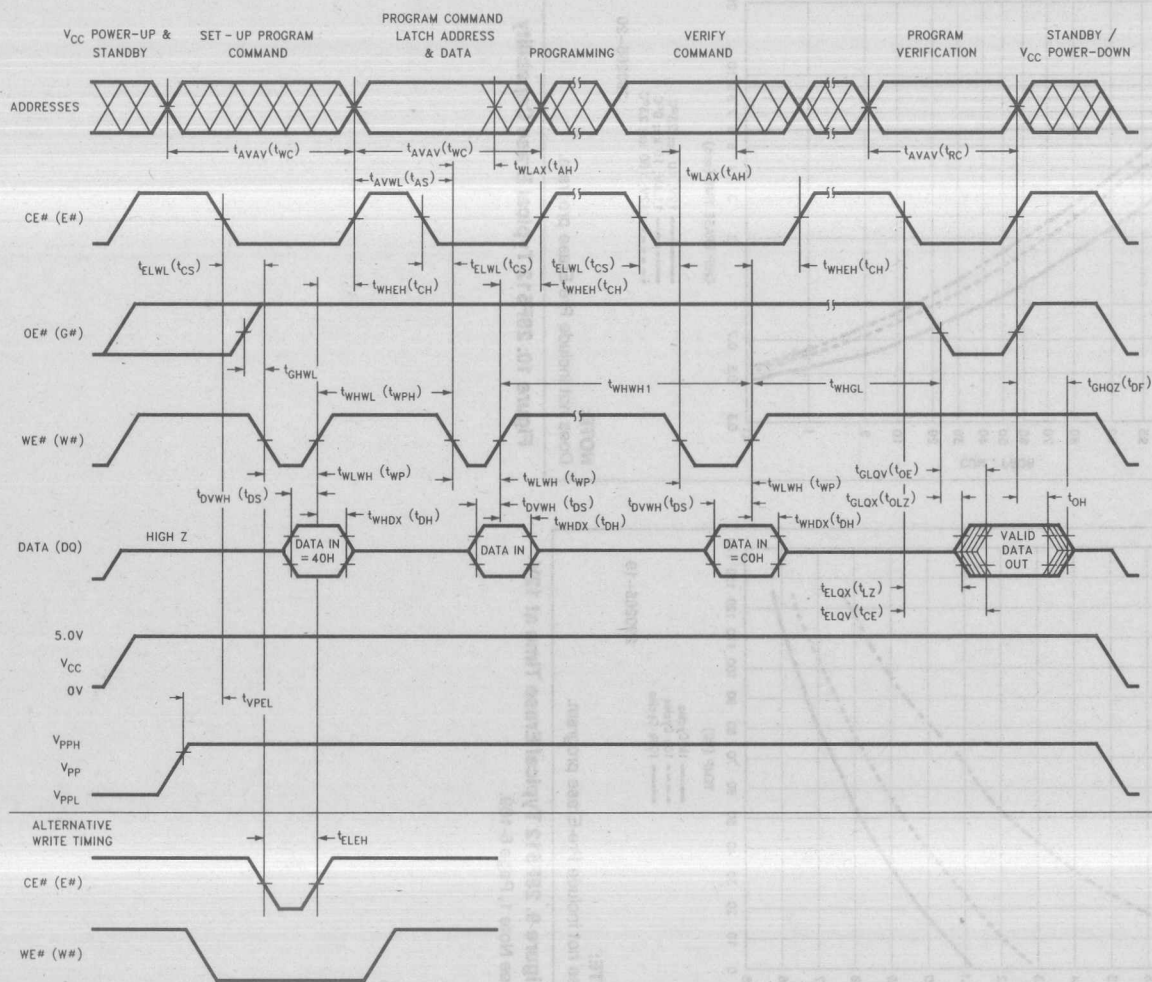 V_CC POWER-UP & STANDBY
SET-UP PROGRAM COMMAND
PROGRAM COMMAND LATCH ADDRESS & DATA
PROGRAMMING
VERIFY COMMAND
PROGRAM VERIFICATION
STANDBY / V_CC POWER-DOWN
ADDRESSES
t_AVAV(t_WC)
t_AVAV(t_WC)
t_AVAV(t_RC)
t_WLAX(t_AH)
t_WLAX(t_AH)
t_AVWL(t_AS)
CE# (E#)
t_ELWL(t_CS)
t_ELWL(t_CS)
t_ELWL(t_CS)
t_WHEH(t_CH)
t_WHEH(t_CH)
t_WHEH(t_CH)
OE# (G#)
t_GHWL
t_WHWL (t_WPH)
t_WHWH1
t_WHGL
t_GHQZ(t_DF)
WE# (W#)
t_WLWH (t_WP)
t_WLWH (t_WP)
t_WLWH (t_WP)
t_GLQV(t_OE)
t_GLQX(t_OLZ)
t_OH
t_DVWH (t_DS)
t_DVWH (t_DS)
t_DVWH(t_DS)
t_WHDX (t_DH)
t_WHDX (t_DH)
t_WHDX(t_DH)
DATA (DQ)
HIGH Z
DATA IN = 40H
DATA IN
DATA IN = C0H
VALID DATA OUT
t_ELQX(t_LZ)
t_ELQV(t_CE)
5.0V
V_CC
0V
t_VPEL
V_PPH
V_PP
V_PPL
ALTERNATIVE WRITE TIMING
t_ELEH
CE# (E#)
WE# (W#)